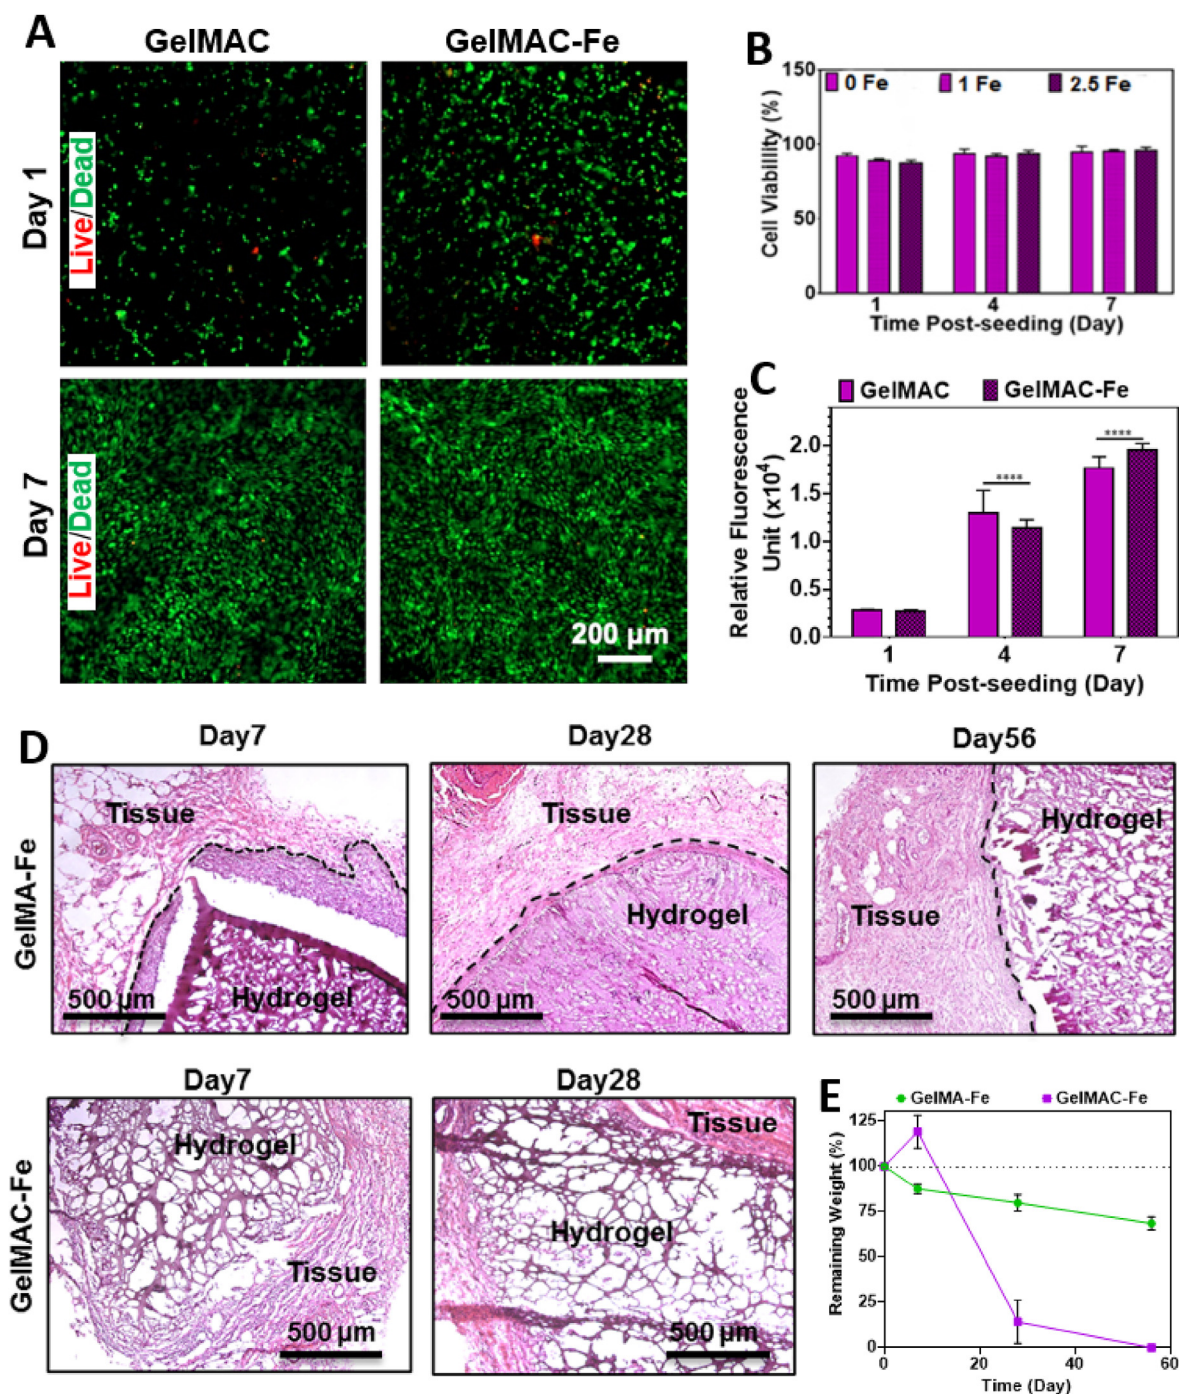 A
GelMAC
GelMAC-Fe
Day 1
Live/Dead
Day 7
Live/Dead
200 µm
B
150
100
50
0
0 Fe
1 Fe
2.5 Fe
Cell Viability (%)
1
4
7
Time Post-seeding (Day)
C
GelMAC
GelMAC-Fe
Relative Fluorescence
Unit (x10⁴)
2.0
1.5
1.0
0.5
0.0
****
****
1
4
7
Time Post-seeding (Day)
D
Day7
Day28
Day56
GelMA-Fe
Tissue
Hydrogel
500 µm
Tissue
Hydrogel
500 µm
Hydrogel
Tissue
500 µm
Day7
Day28
GelMAC-Fe
Hydrogel
Tissue
500 µm
Tissue
Hydrogel
500 µm
E
GelMA-Fe
GelMAC-Fe
Remaining Weight (%)
125
100
75
50
25
0
0
20
40
60
Time (Day)